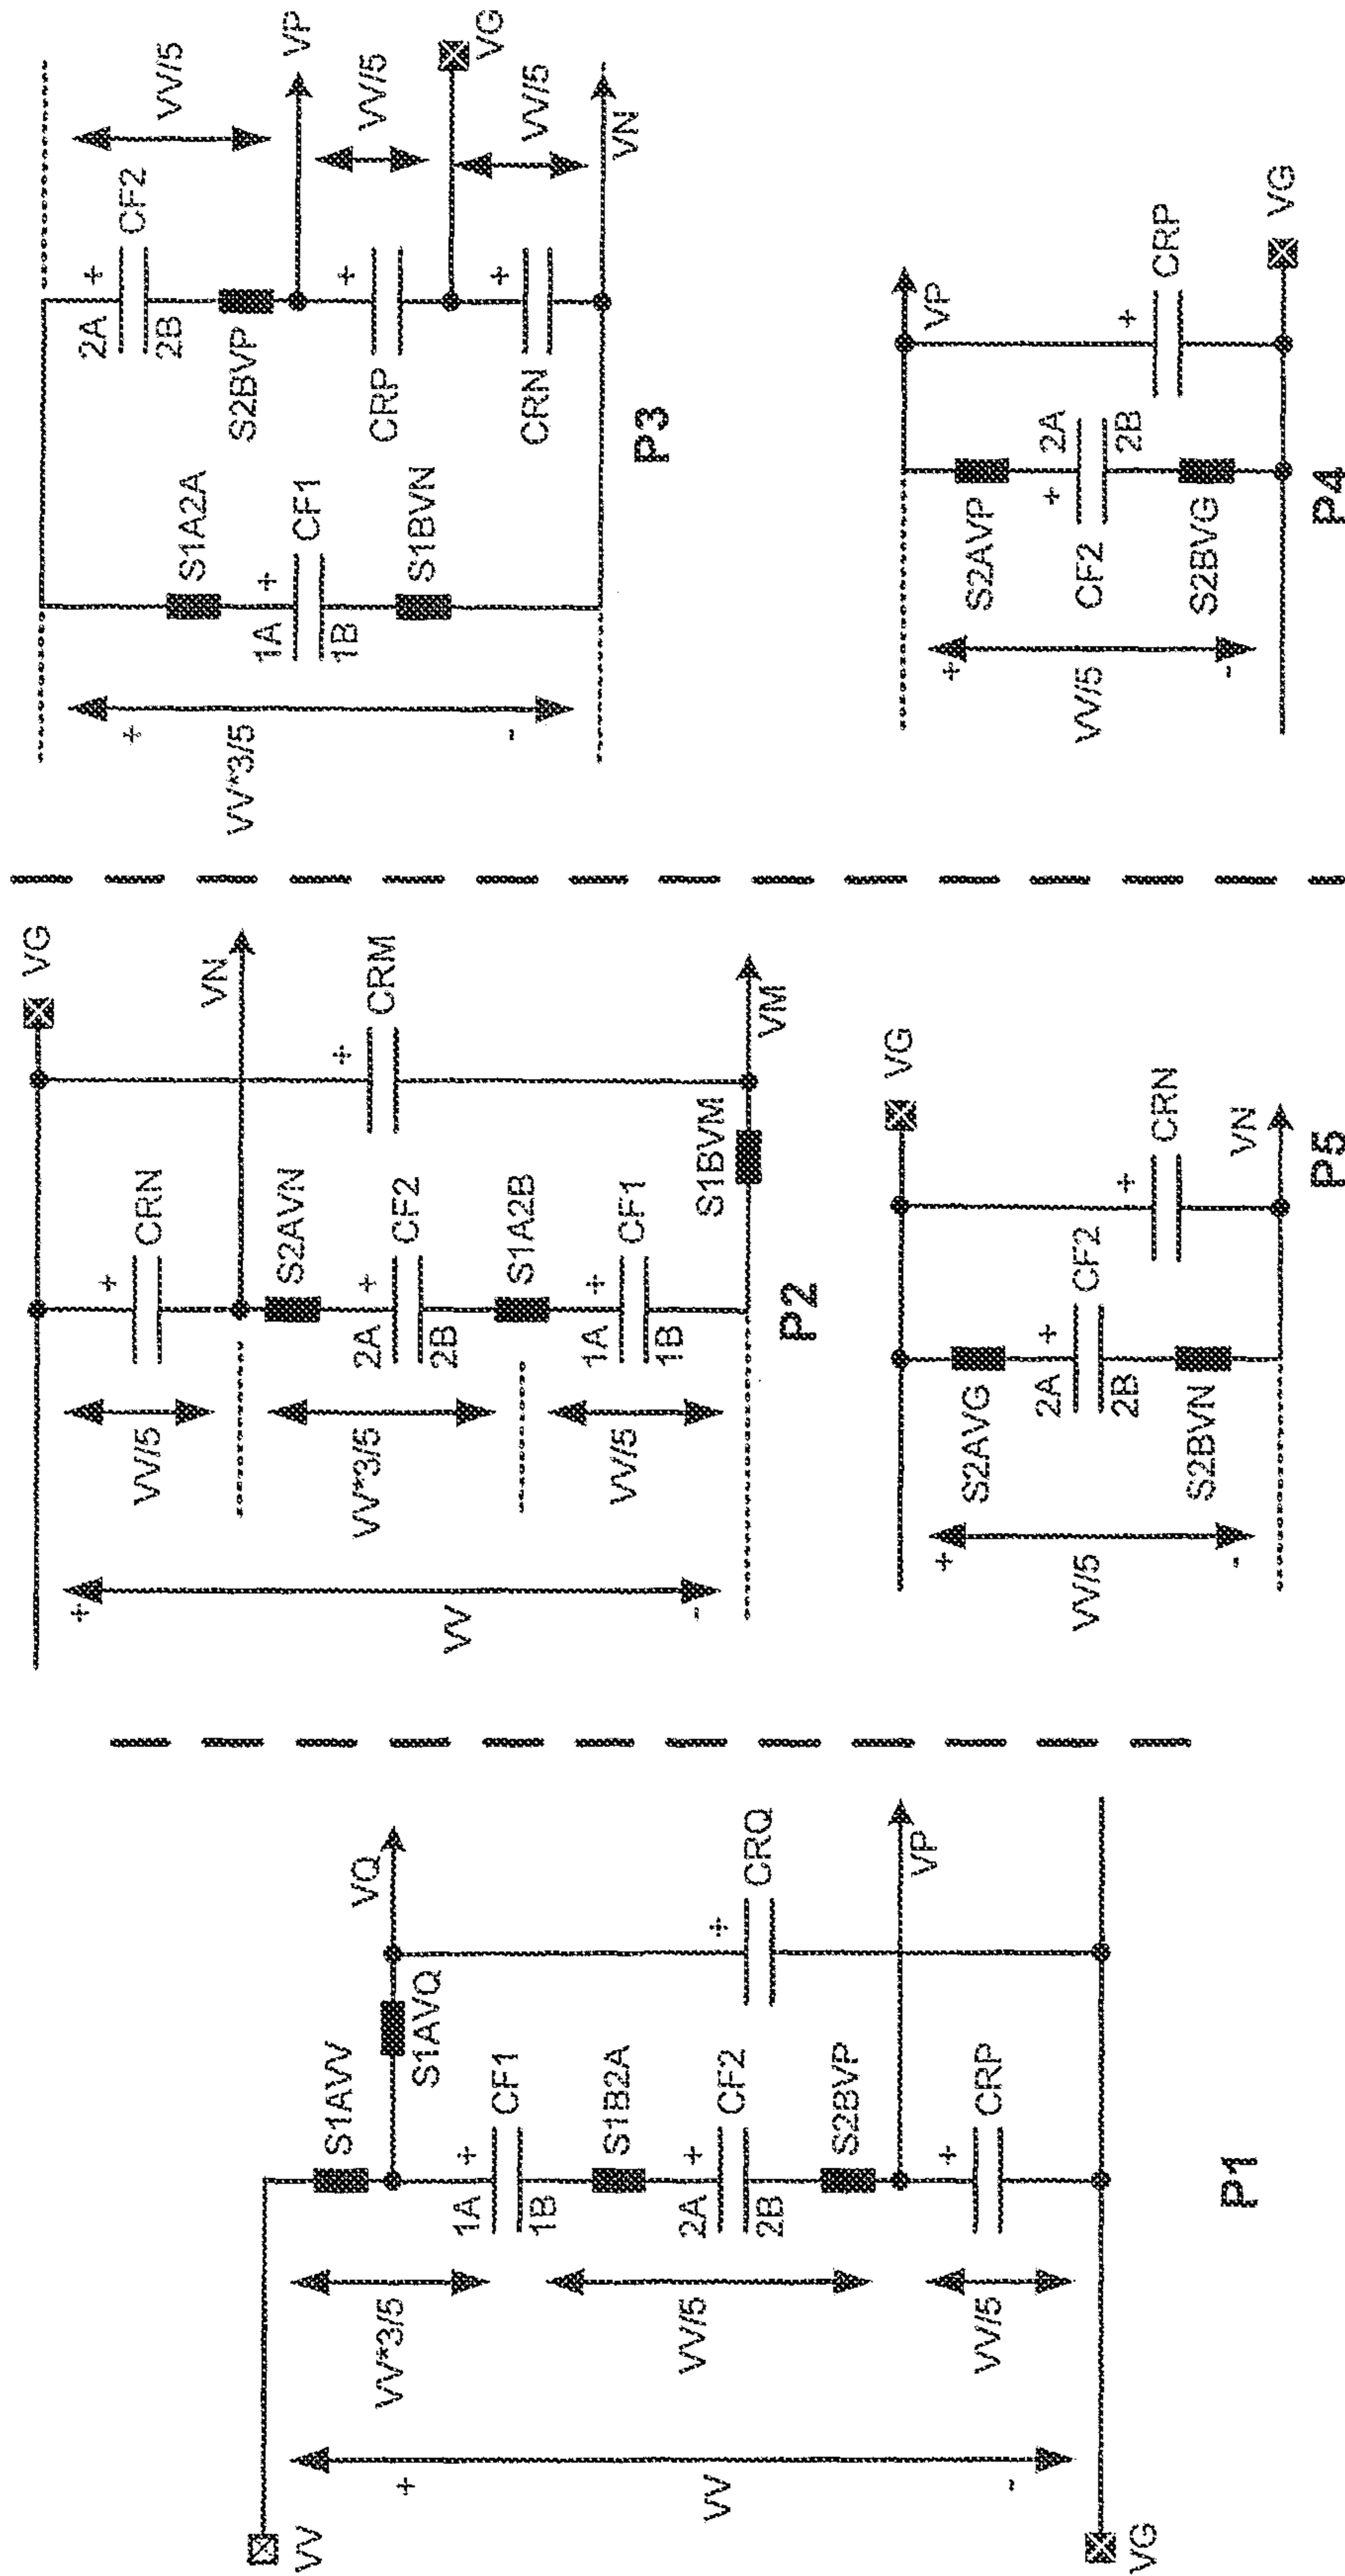 VV
VG
VV
+
-
VV*3/5
VV/5
VV/5
S1AVV
VQ
S1AVQ
1A
+
CF1
1B
S1B2A
2A
+
CF2
2B
S2BVP
VP
+
CRP
+
CRQ
P1
VG
VV
+
-
VV/5
VV*3/5
VV/5
+
CRN
VN
S2AVN
2A
+
CF2
2B
S1A2B
1A
+
CF1
1B
S1BVM
VM
+
CRM
P2
VV*3/5
+
-
S1A2A
1A
+
CF1
1B
S1BVN
2A
+
CF2
2B
S2BVP
+
CRP
+
CRN
VV/5
VP
VV/5
VG
VV/5
VN
P3
VV/5
+
-
S2AVP
+
2A
CF2
2B
S2BVG
VP
+
CRP
VG
P4
VV/5
+
-
S2AVG
2A
+
CF2
2B
S2BVN
VG
+
CRN
VN
P5